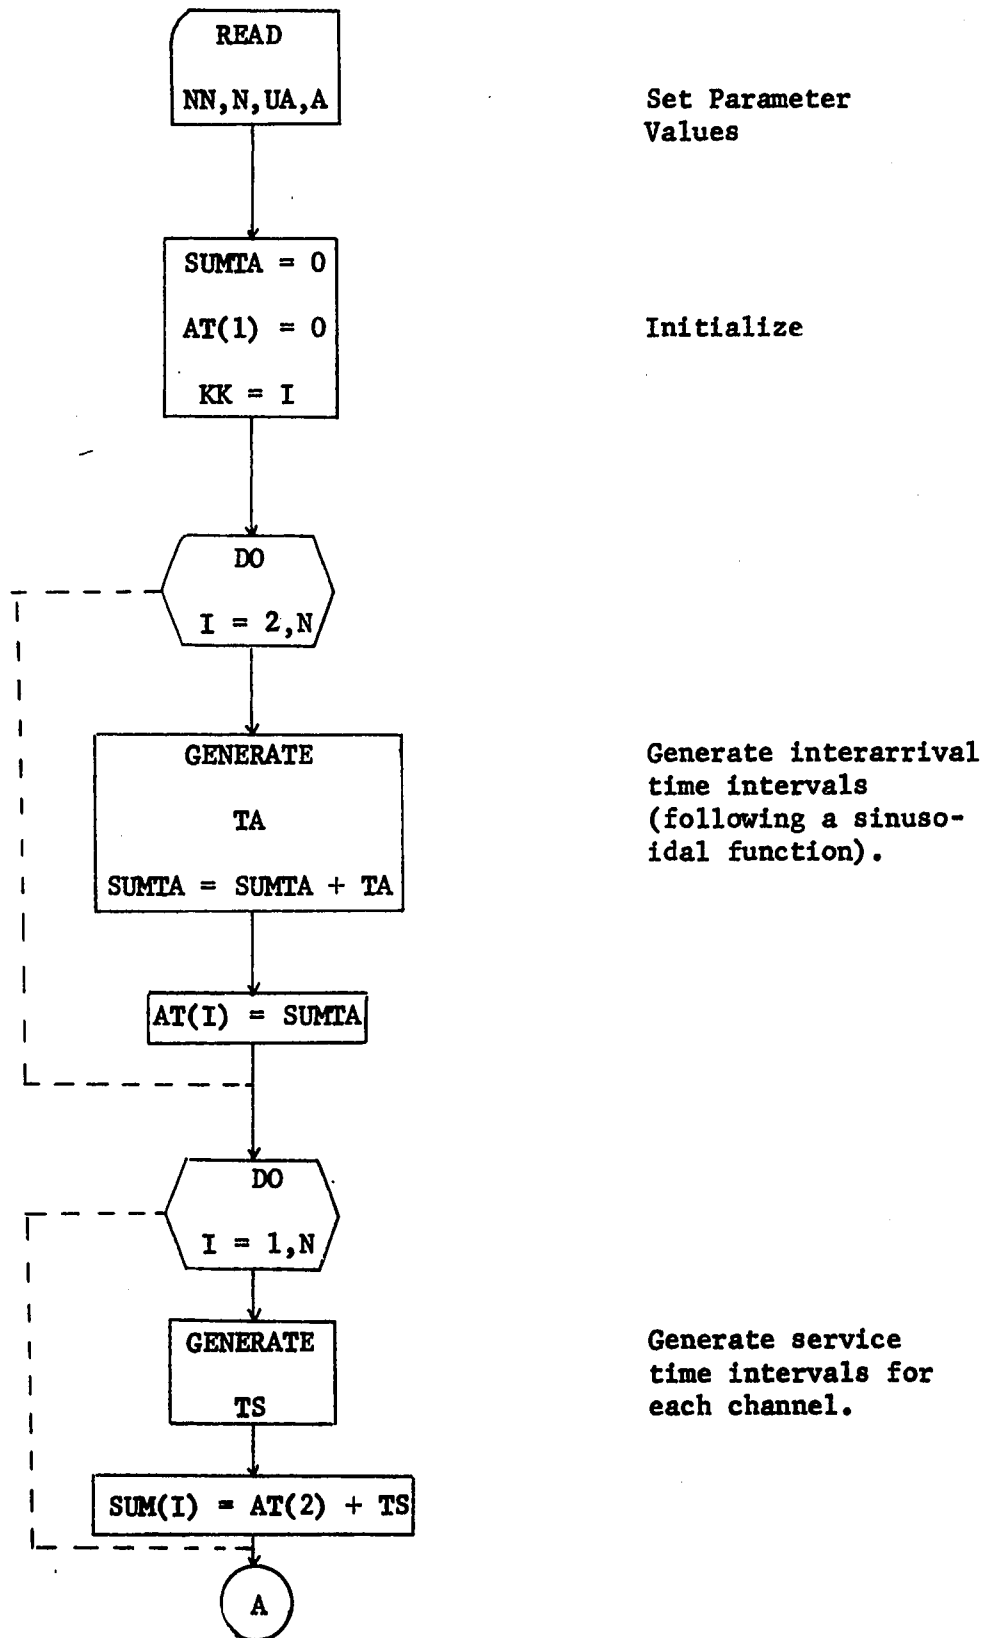 READ
NN,N,UA,A
Set Parameter
Values
SUMTA = 0
AT(1) = 0
KK = I
Initialize
DO
I = 2,N
GENERATE
TA
SUMTA = SUMTA + TA
Generate interarrival
time intervals
(following a sinuso-
idal function).
AT(I) = SUMTA
DO
I = 1,N
GENERATE
TS
Generate service
time intervals for
each channel.
SUM(I) = AT(2) + TS
A